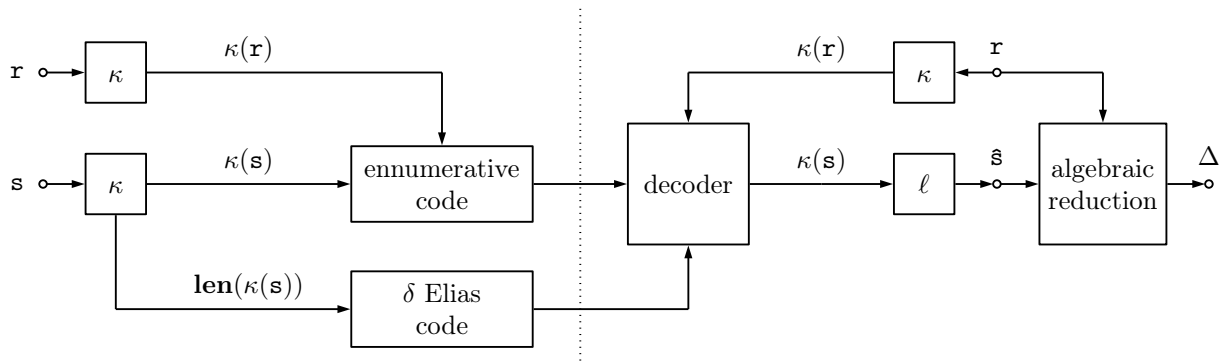 κ(r)
κ(r)
r
r κ
κ
κ(s)
κ(s)
ŝ
Δ
s κ
ennumerative
code
decoder
ℓ
algebraic
reduction
len(κ(s))
δ Elias
code